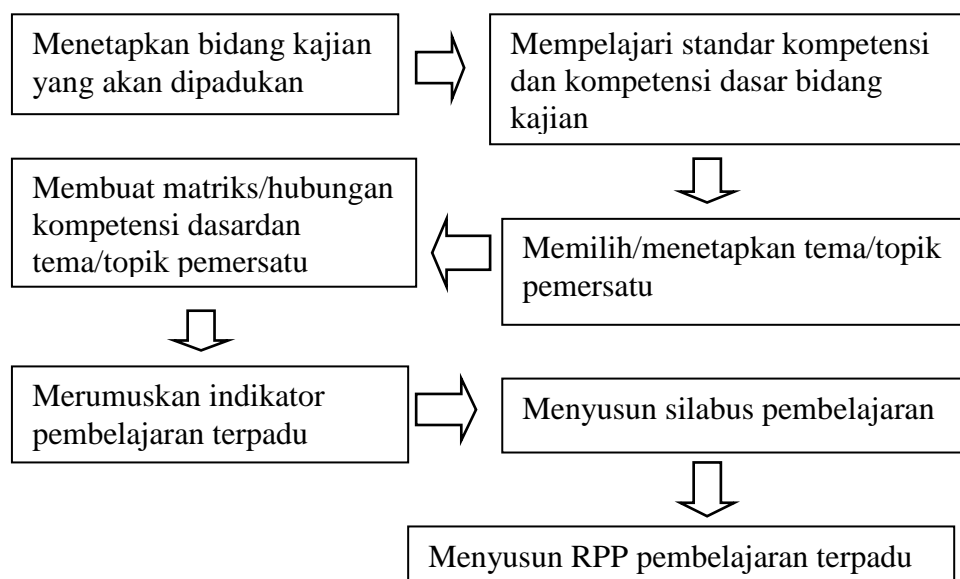 Menetapkan bidang kajian
yang akan dipadukan
Mempelajari standar kompetensi
dan kompetensi dasar bidang
kajian
Memilih/menetapkan tema/topik
pemersatu
Membuat matriks/hubungan
kompetensi dasardan
tema/topik pemersatu
Merumuskan indikator
pembelajaran terpadu
Menyusun silabus pembelajaran
Menyusun RPP pembelajaran terpadu